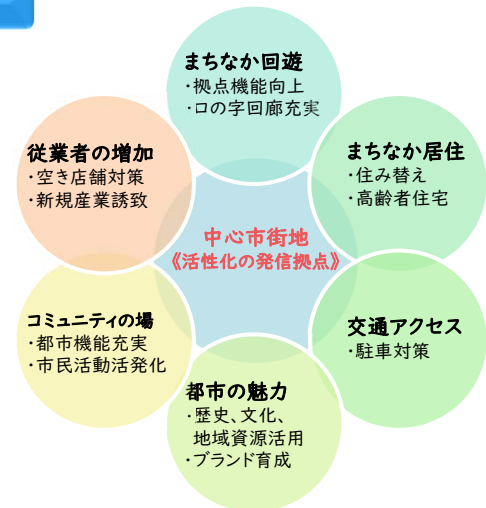 まちなか回遊
・拠点機能向上
・ロの字回廊充実
従業者の増加
・空き店舗対策
・新規産業誘致
まちなか居住
・住み替え
・高齢者住宅
中心市街地
《活性化の発信拠点》
コミュニティの場
・都市機能充実
・市民活動活発化
交通アクセス
・駐車対策
都市の魅力
・歴史、文化、
地域資源活用
・ブランド育成